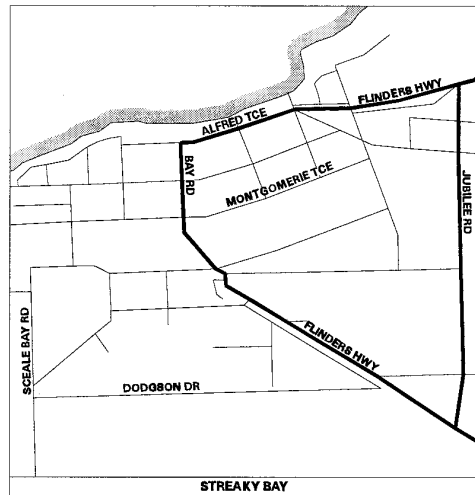 FLINDERS HWY
ALFRED TCE
BAY RD
MONTGOMERIE TCE
JUBILEE RD
SCEALE BAY RD
FLINDERS HWY
DODGSON DR
STREAKY BAY